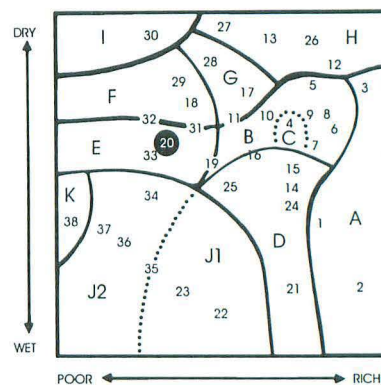 DRY
I 30 27 13 26 H
28 12
F 29 G 5 3
18 17 10 9 8
32 31 11 4 6
E 20 B C 7
33 19 16
15
K 34 25 14
24
38 37 1 A
36 D
35 J1
J2 23 21 2
22
WET
POOR RICH